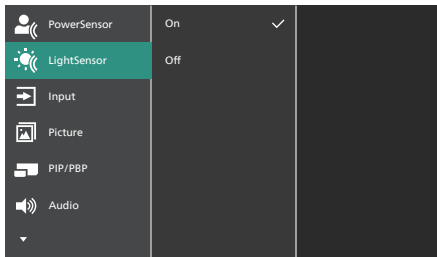 PowerSensor
On
LightSensor
Off
Input
Picture
PIP/PBP
Audio